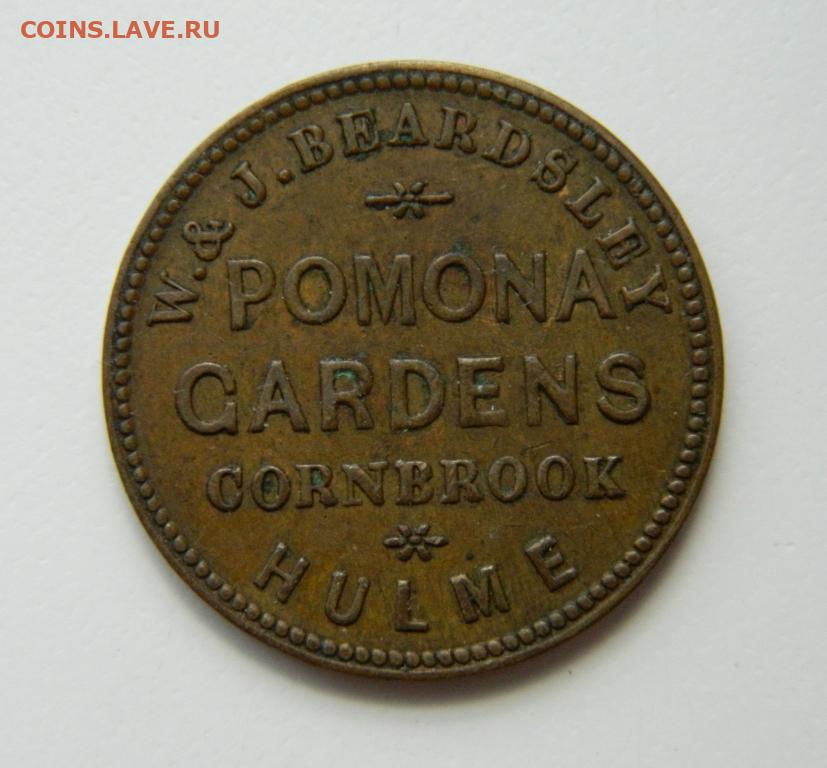 COINS.LAVE.RU
W. & J. BEARDSLEY
POMONA
GARDENS
CORNBROOK
HULME